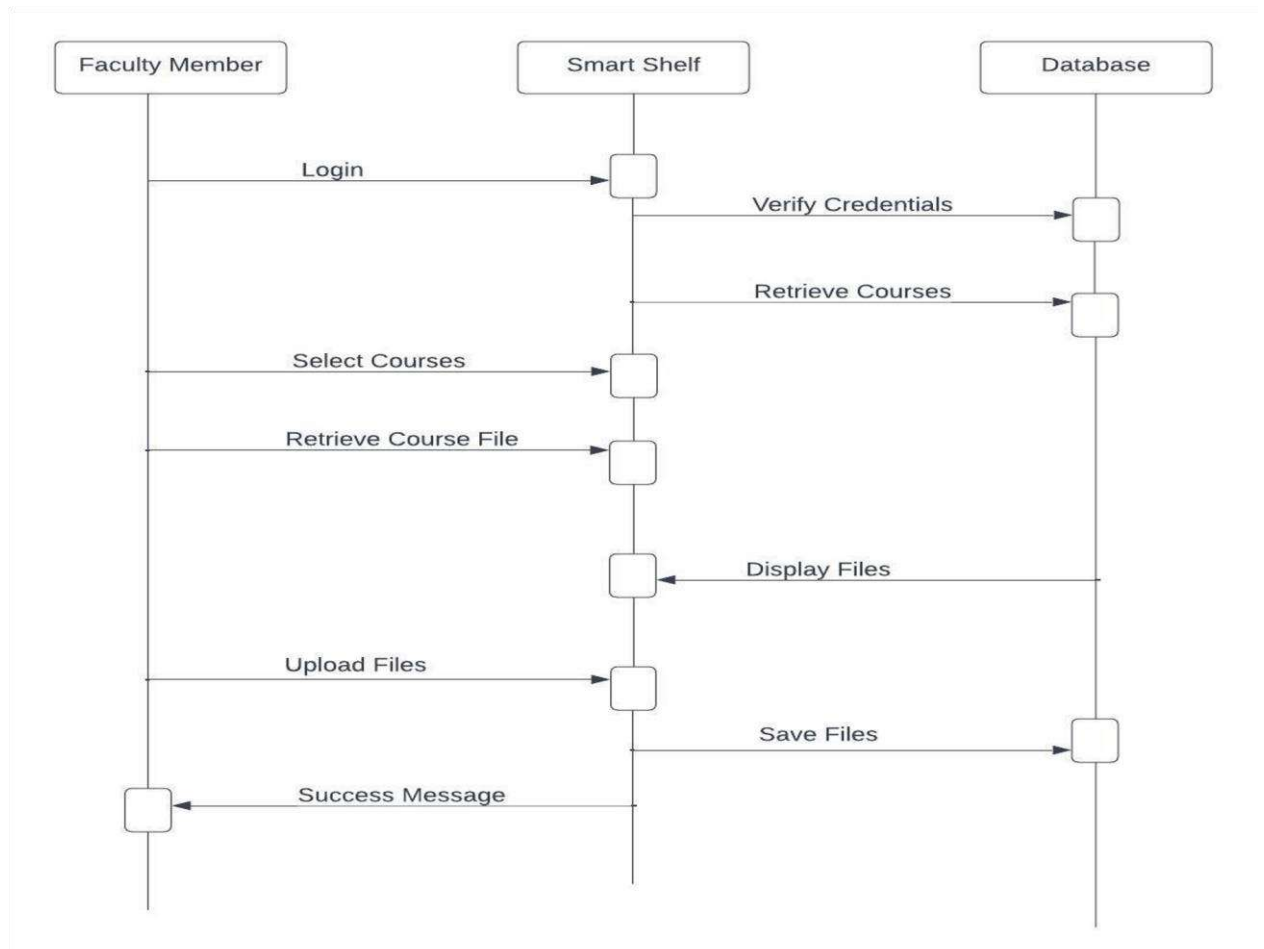 Faculty Member
Smart Shelf
Database
Login
Verify Credentials
Retrieve Courses
Select Courses
Retrieve Course File
Display Files
Upload Files
Save Files
Success Message